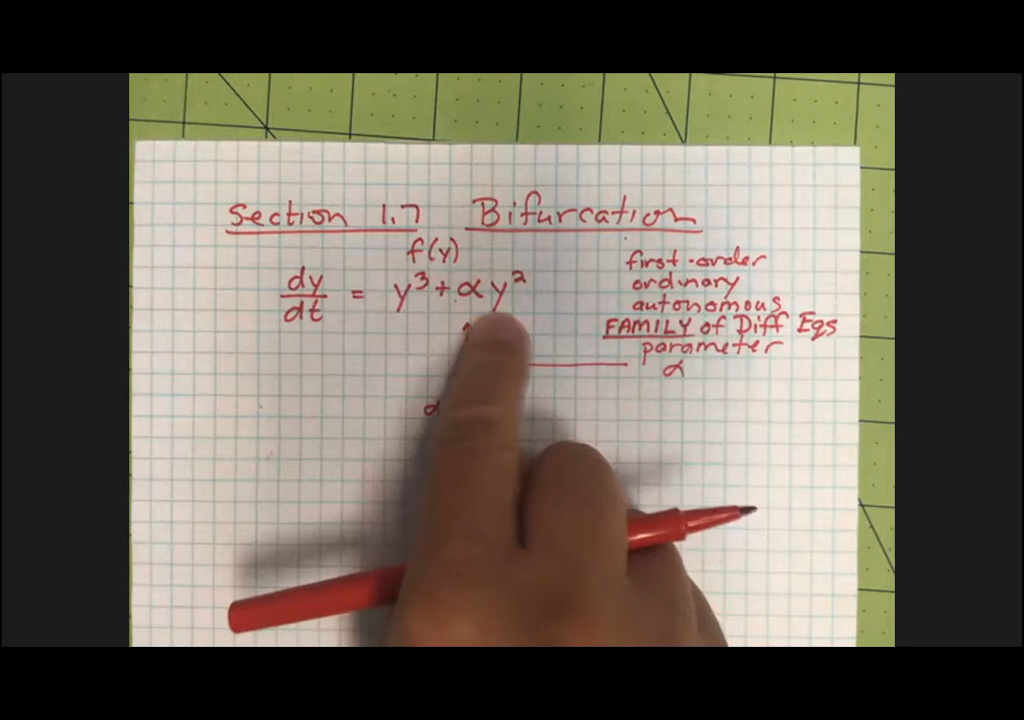 Section 1.7 Bifurcation
f(y)
dy/dt = y³ + αy²
first-order
ordinary
autonomous
FAMILY of Diff Eqs
parameter
α
α